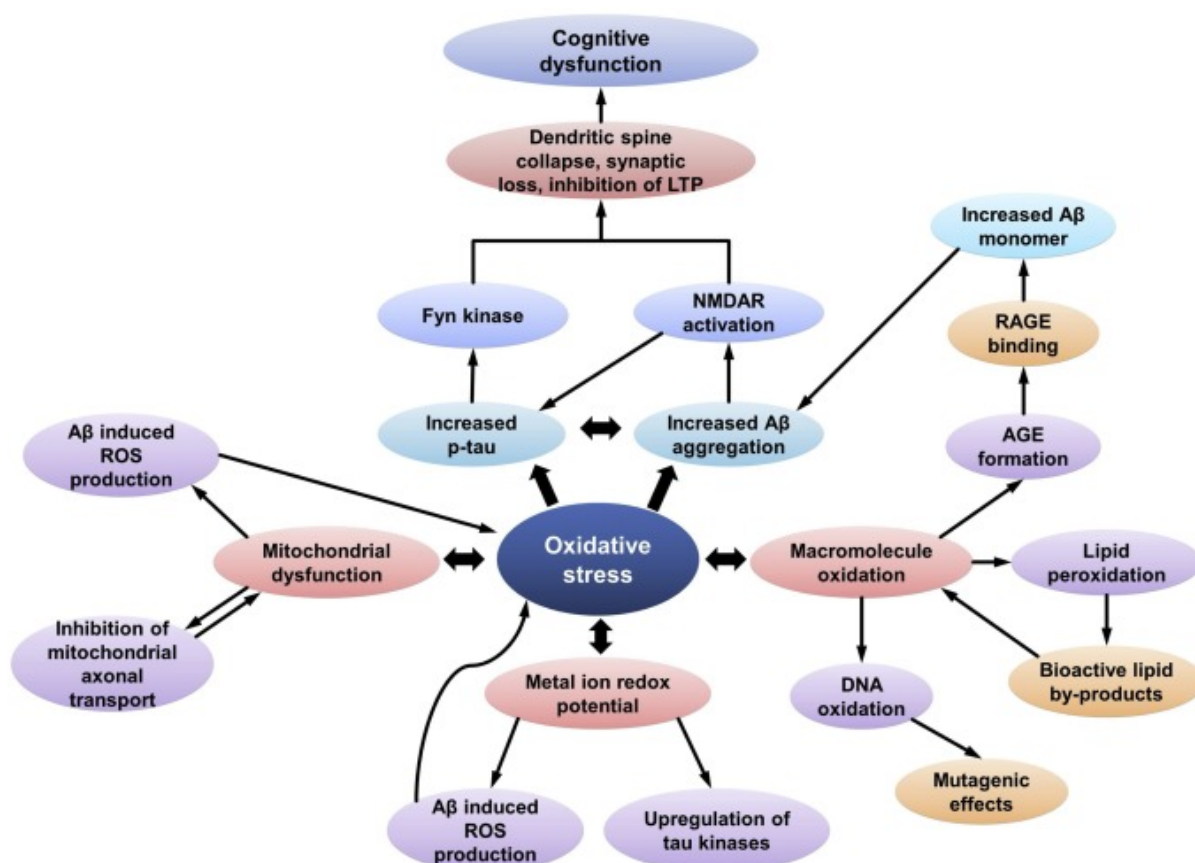 Cognitive
dysfunction
Dendritic spine
collapse, synaptic
loss, inhibition of LTP
Increased Aβ
monomer
Fyn kinase
NMDAR
activation
RAGE
binding
Increased
p-tau
Increased Aβ
aggregation
AGE
formation
Aβ induced
ROS
production
Oxidative
stress
Mitochondrial
dysfunction
Macromolecule
oxidation
Lipid
peroxidation
Inhibition of
mitochondrial
axonal
transport
Metal ion redox
potential
DNA
oxidation
Bioactive lipid
by-products
Mutagenic
effects
Aβ induced
ROS
production
Upregulation of
tau kinases